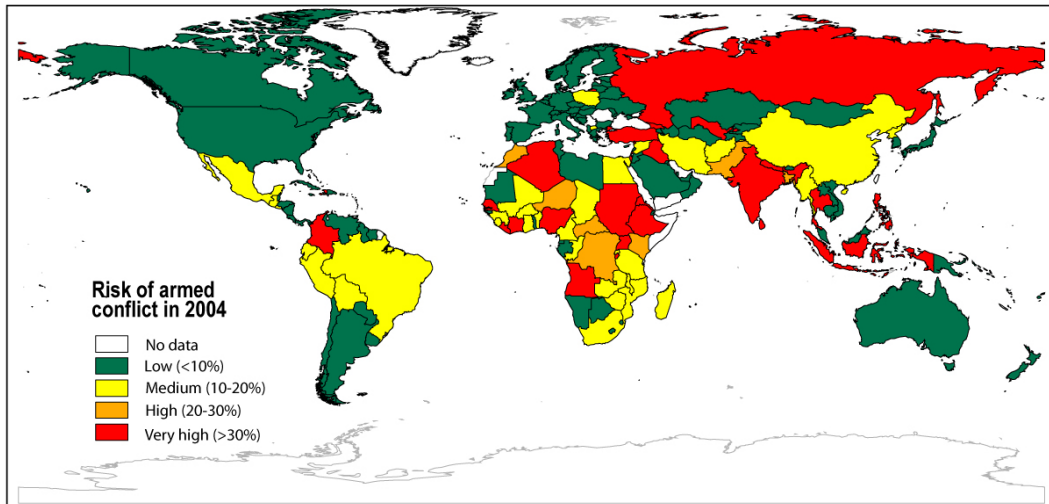 Risk of armed
conflict in 2004
No data
Low (<10%)
Medium (10-20%)
High (20-30%)
Very high (>30%)